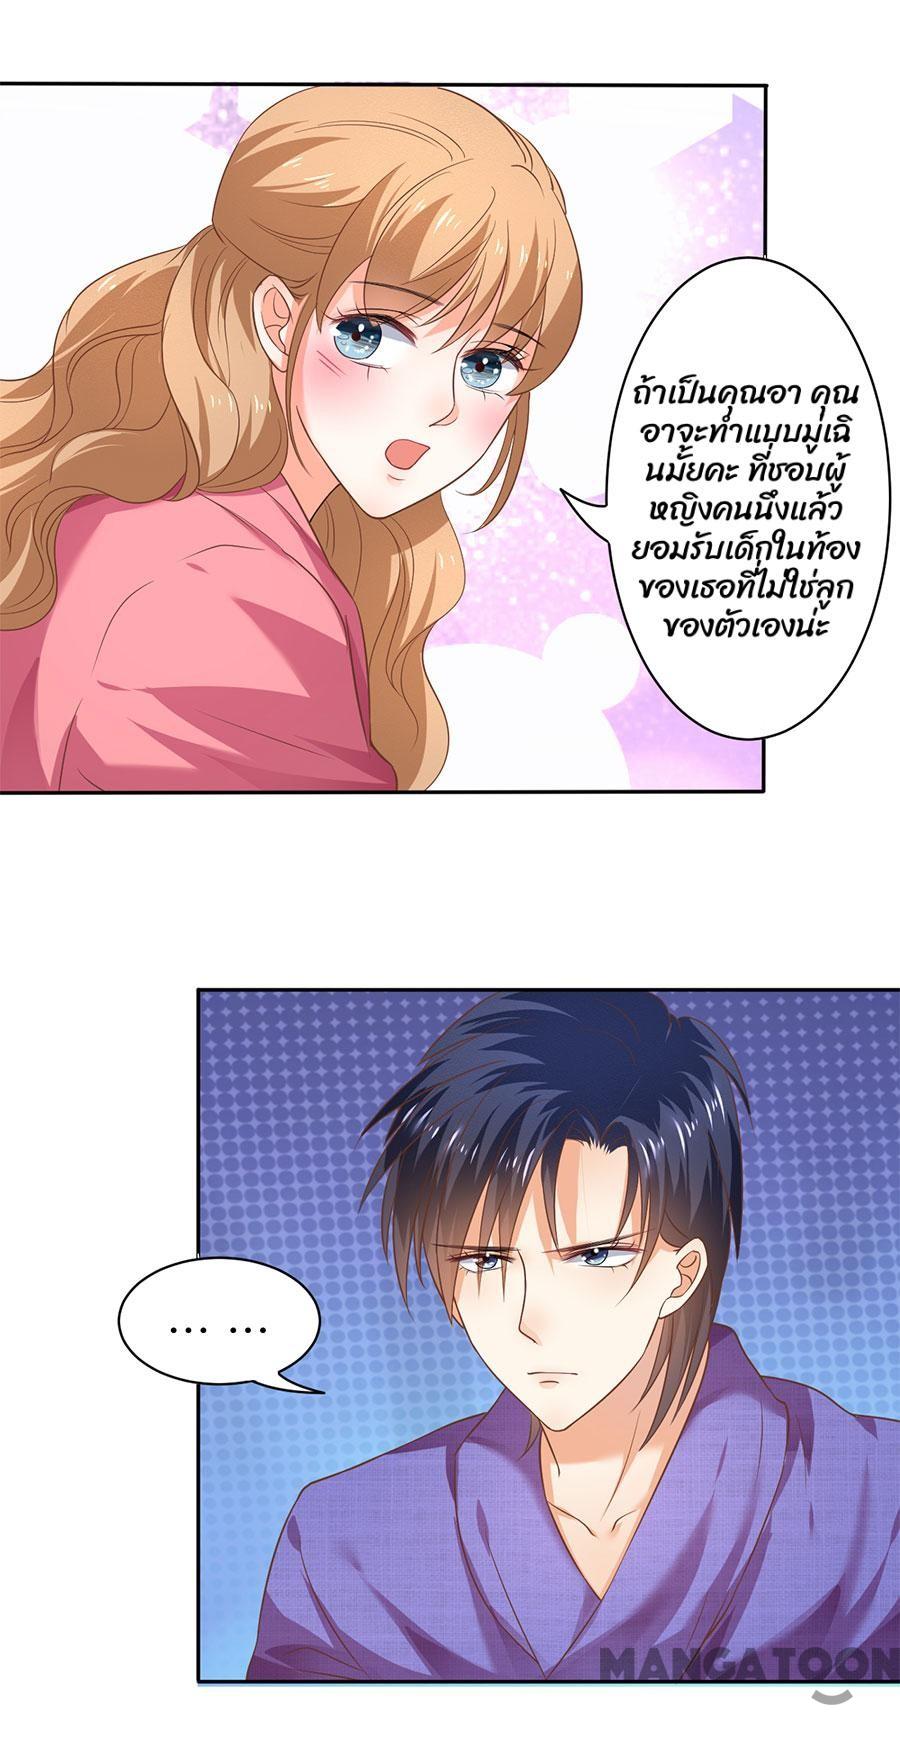 ถ้าเป็นคุณอา คุณ
อาจะทำแบบมู่เฉิ
นมั้ยคะ ที่ชอบผู้
หญิงคนนึงแล้ว
ยอมรับเด็กในท้อง
ของเธอที่ไม่ใช่ลูก
ของตัวเองน่ะ
... ...
MANGATOON